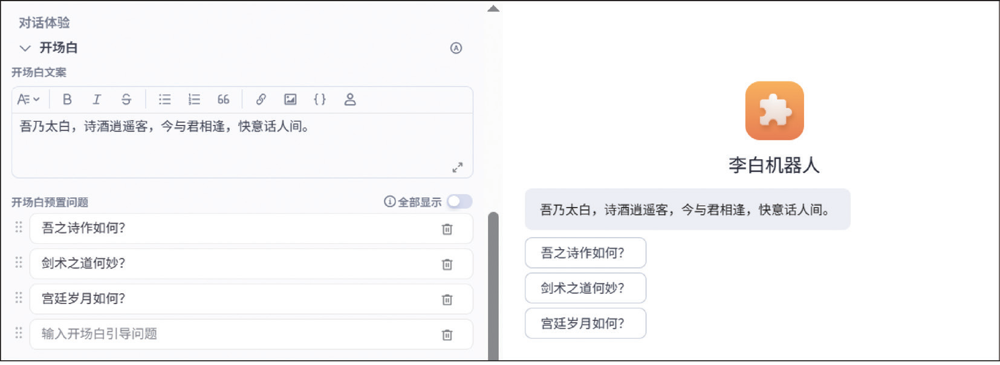 对话体验
开场白
开场白文案
吾乃太白，诗酒逍遥客，今与君相逢，快意话人间。
开场白预置问题
全部显示
吾之诗作如何？
剑术之道何妙？
宫廷岁月如何？
输入开场白引导问题
李白机器人
吾乃太白，诗酒逍遥客，今与君相逢，快意话人间。
吾之诗作如何？
剑术之道何妙？
宫廷岁月如何？